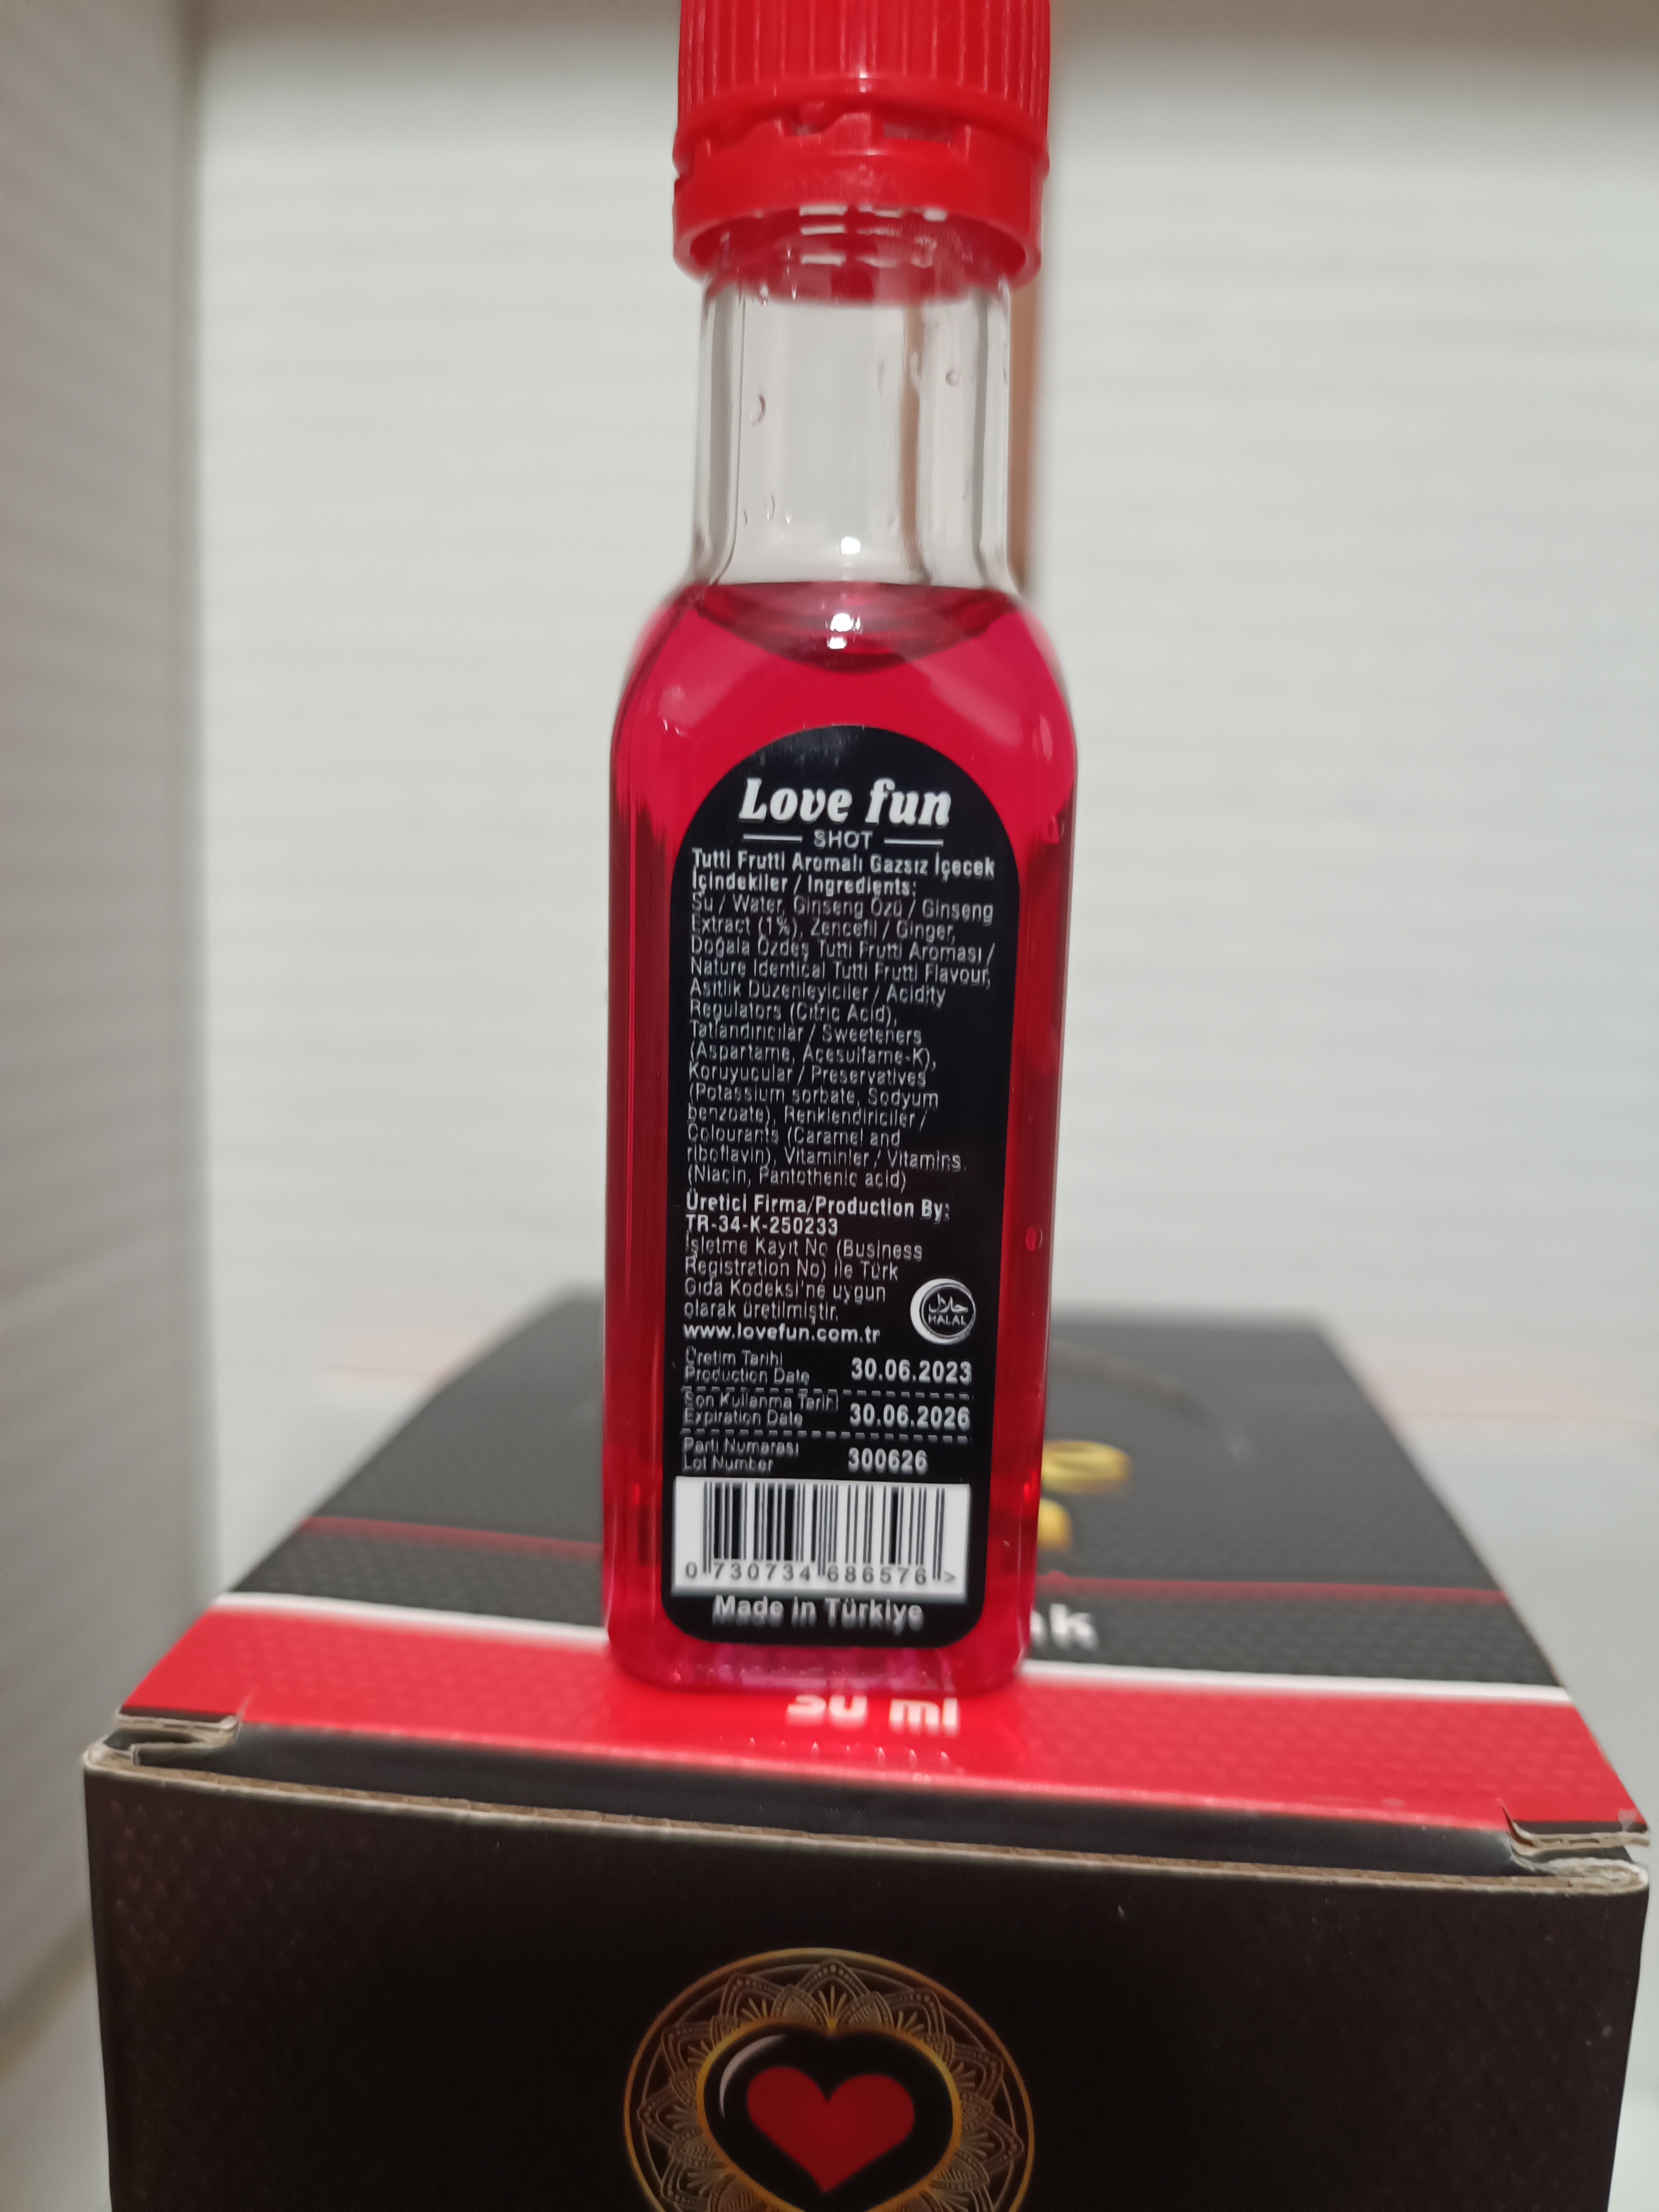 Love fun
SHOT
Tutti Frutti Aromalı Gazsız İçecek
İçindekiler / Ingredients:
Su / Water, Ginseng Özü / Ginseng
Extract (1%), Zencefil / Ginger,
Doğala Özdeş Tutti Frutti Aroması /
Nature Identical Tutti Frutti Flavour,
Asitlik Düzenleyiciler / Acidity
Regulators (Citric Acid),
Tatlandırıcılar / Sweeteners
(Aspartame, Acesulfame-K),
Koruyucular / Preservatives
(Potassium sorbate, Sodyum
benzoate), Renklendiriciler /
Colourants (Caramel and
riboflavin), Vitaminler / Vitamins
(Niacin, Pantothenic acid)
Üretici Firma/Production By:
TR-34-K-250233
İşletme Kayıt No (Business
Registration No) ile Türk
Gıda Kodeksi'ne uygun
olarak üretilmiştir.
حلال
HALAL
www.lovefun.com.tr
Üretim Tarihi
Production Date 30.06.2023
Son Kullanma Tarihi
Expiration Date 30.06.2026
Parti Numarası
Lot Number 300626
0 730734 686576 >
Made in Türkiye
50 ml